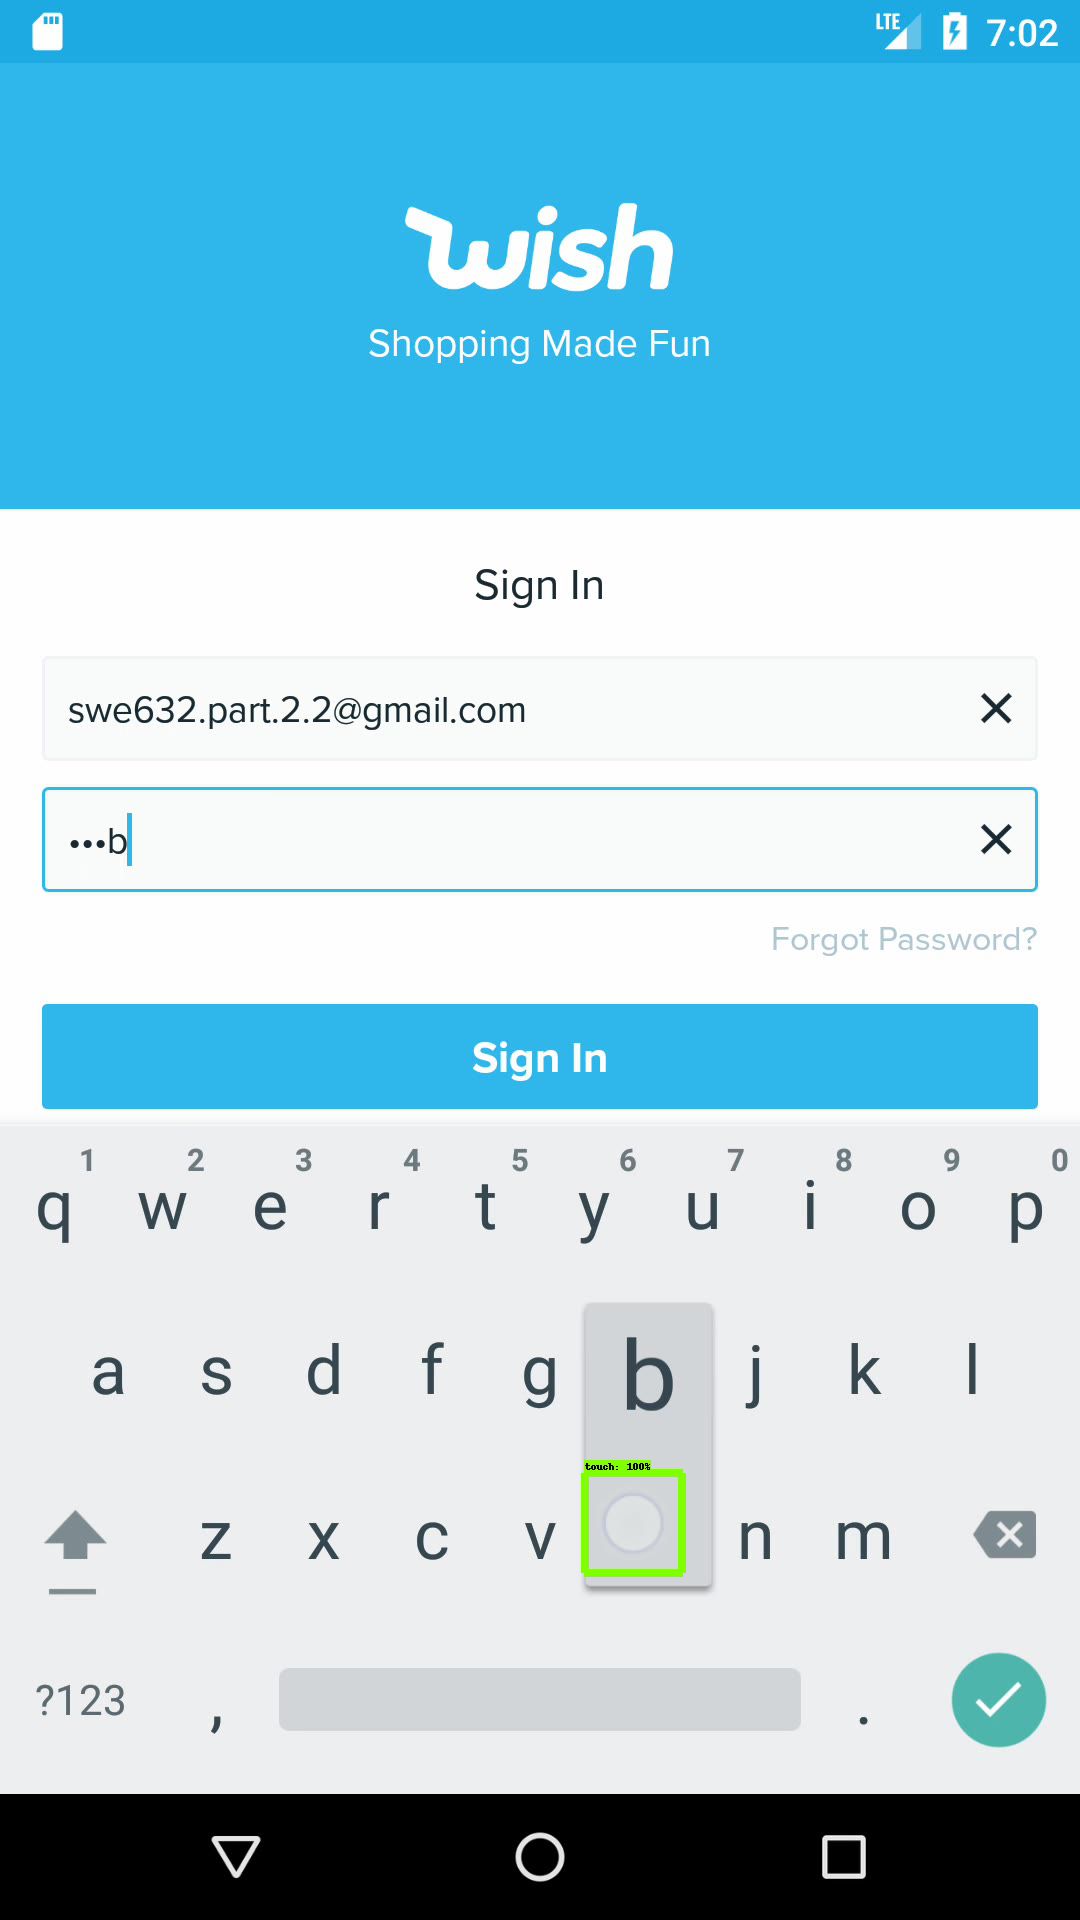 LTE 7:02
wish
Shopping Made Fun
Sign In
swe632.part.2.2@gmail.com
•••b
Forgot Password?
Sign In
1 2 3 4 5 6 7 8 9 0
q w e r t y u i o p
a s d f g b j k l
touch: 100%
z x c v n m
?123 , .